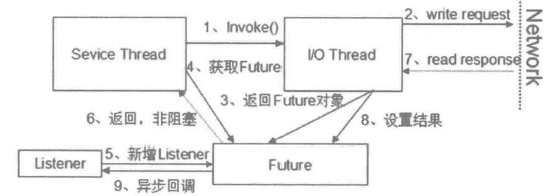 2、write request
1、Invoke()
Sevice Thread
I/O Thread
Network
7、read response
4、获取Future
3、返回Future对象
6、返回，非阻塞
8、设置结果
5、新增Listener
Listener
Future
9、异步回调